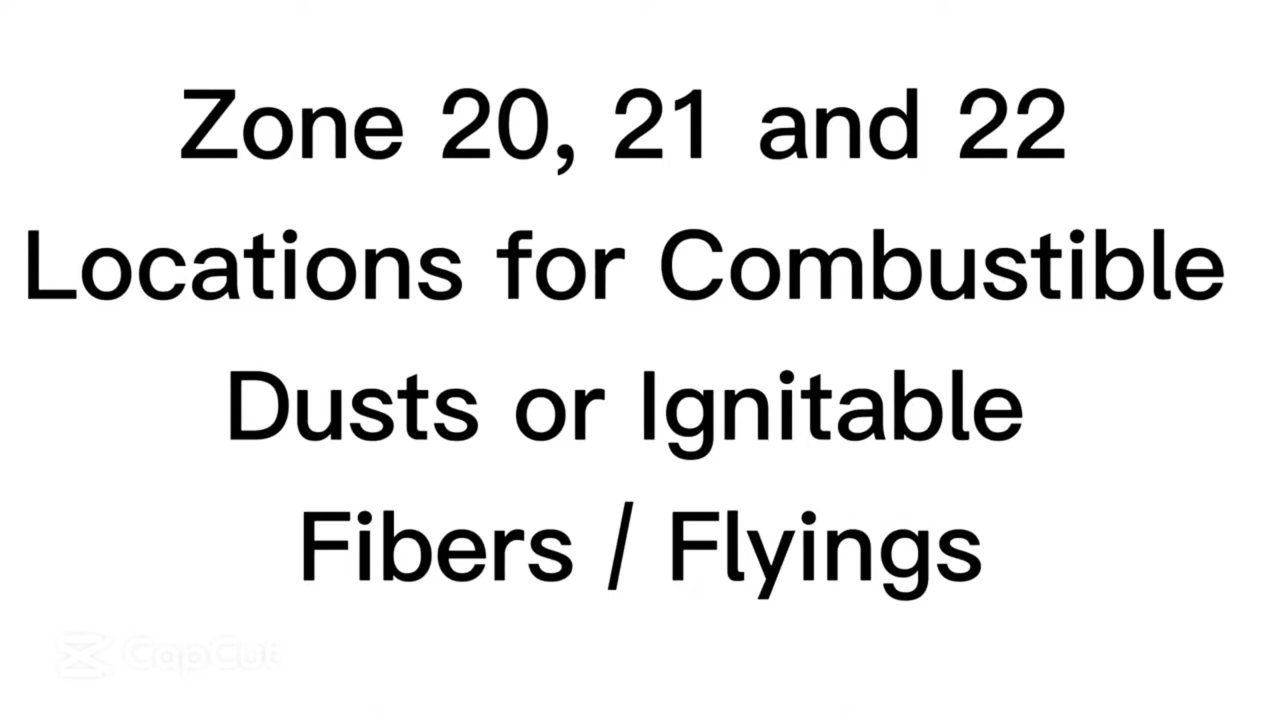 Zone 20, 21 and 22
Locations for Combustible
Dusts or Ignitable
Fibers / Flyings
CapCut